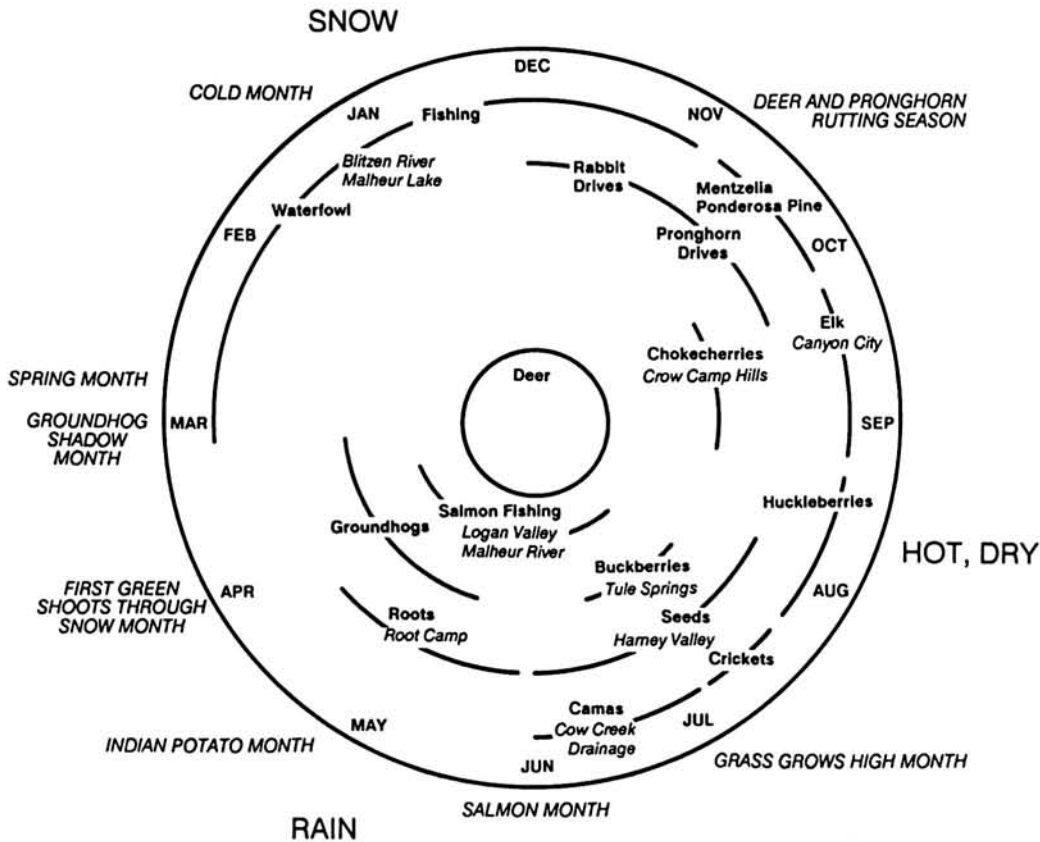 SNOW
DEC
COLD MONTH
JAN
Fishing
NOV
DEER AND PRONGHORN
RUTTING SEASON
Blitzen River
Malheur Lake
Rabbit
Drives
Mentzelia
Ponderosa Pine
Waterfowl
FEB
Pronghorn
Drives
OCT
Elk
Canyon City
Chokecherries
Crow Camp Hills
Deer
SPRING MONTH
GROUNDHOG
SHADOW
MONTH
MAR
SEP
Huckleberries
Salmon Fishing
Logan Valley
Malheur River
Groundhogs
HOT, DRY
Buckberries
Tule Springs
FIRST GREEN
SHOOTS THROUGH
SNOW MONTH
APR
AUG
Roots
Root Camp
Seeds
Harney Valley
Crickets
Camas
Cow Creek
Drainage
JUL
MAY
INDIAN POTATO MONTH
JUN
GRASS GROWS HIGH MONTH
SALMON MONTH
RAIN